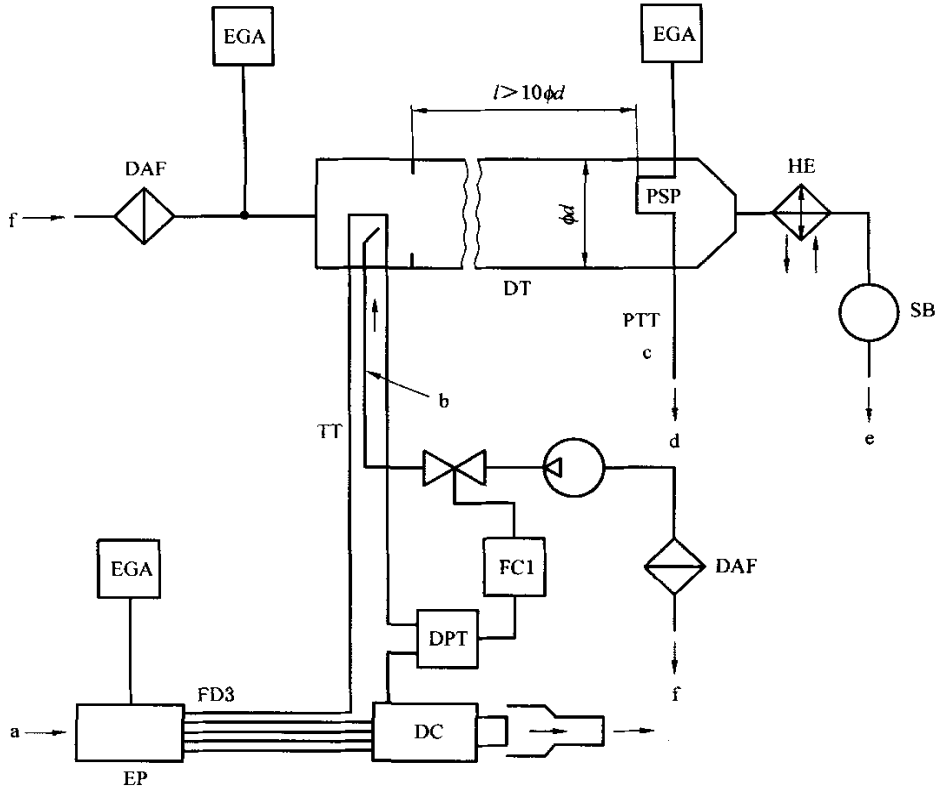 EGA
EGA
l>10ϕd
DAF
HE
PSP
f
ϕd
DT
SB
PTT
c
b
TT
d
e
EGA
FC1
DAF
DPT
f
FD3
a
DC
EP